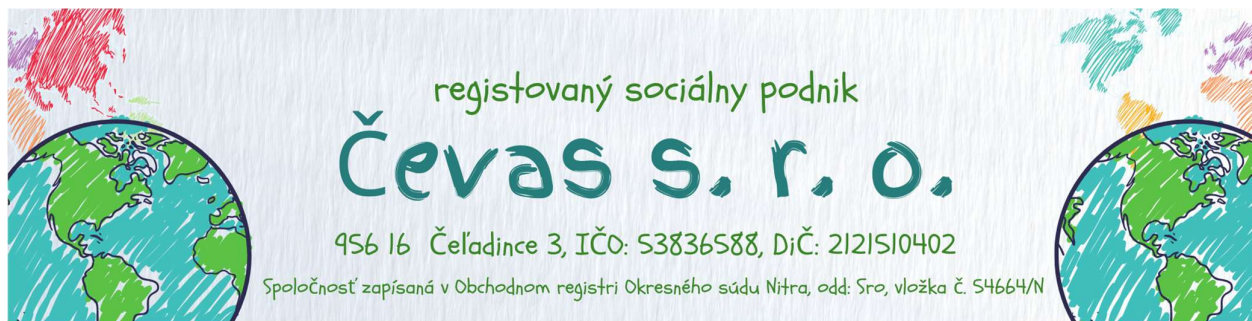 registovaný sociálny podnik
Čevas s. r. o.
956 16 Čeľadince 3, IČO: 53836588, DiČ: 2121510402
Spoločnosť zapísaná v Obchodnom registri Okresného súdu Nitra, odd: Sro, vložka č. 54664/N